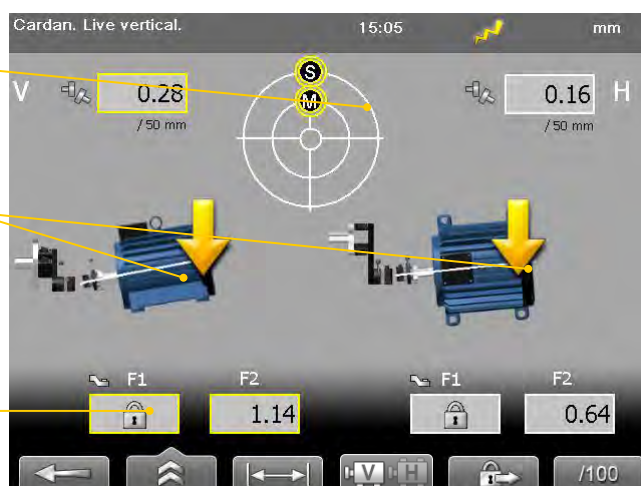 Cardan. Live vertical. 15:05 mm
S
V 0.28 M 0.16 H
/ 50 mm / 50 mm
F1 F2 F1 F2
1.14 0.64
V H /100